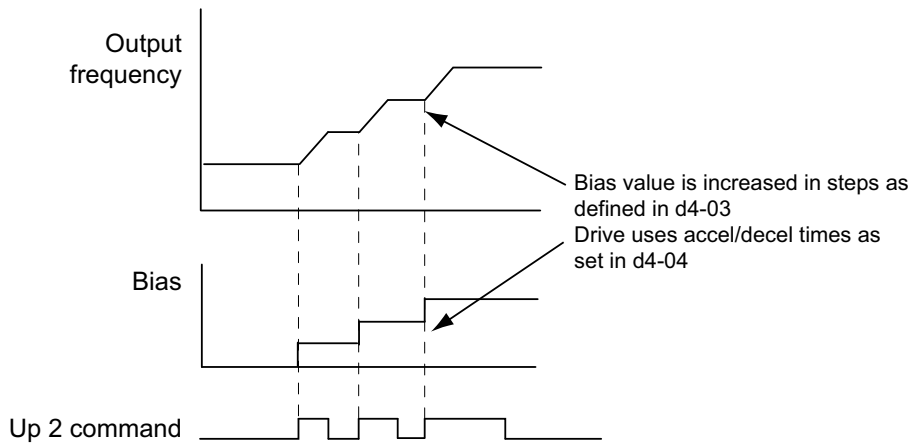 Output
frequency
Bias value is increased in steps as
defined in d4-03
Drive uses accel/decel times as
set in d4-04
Bias
Up 2 command